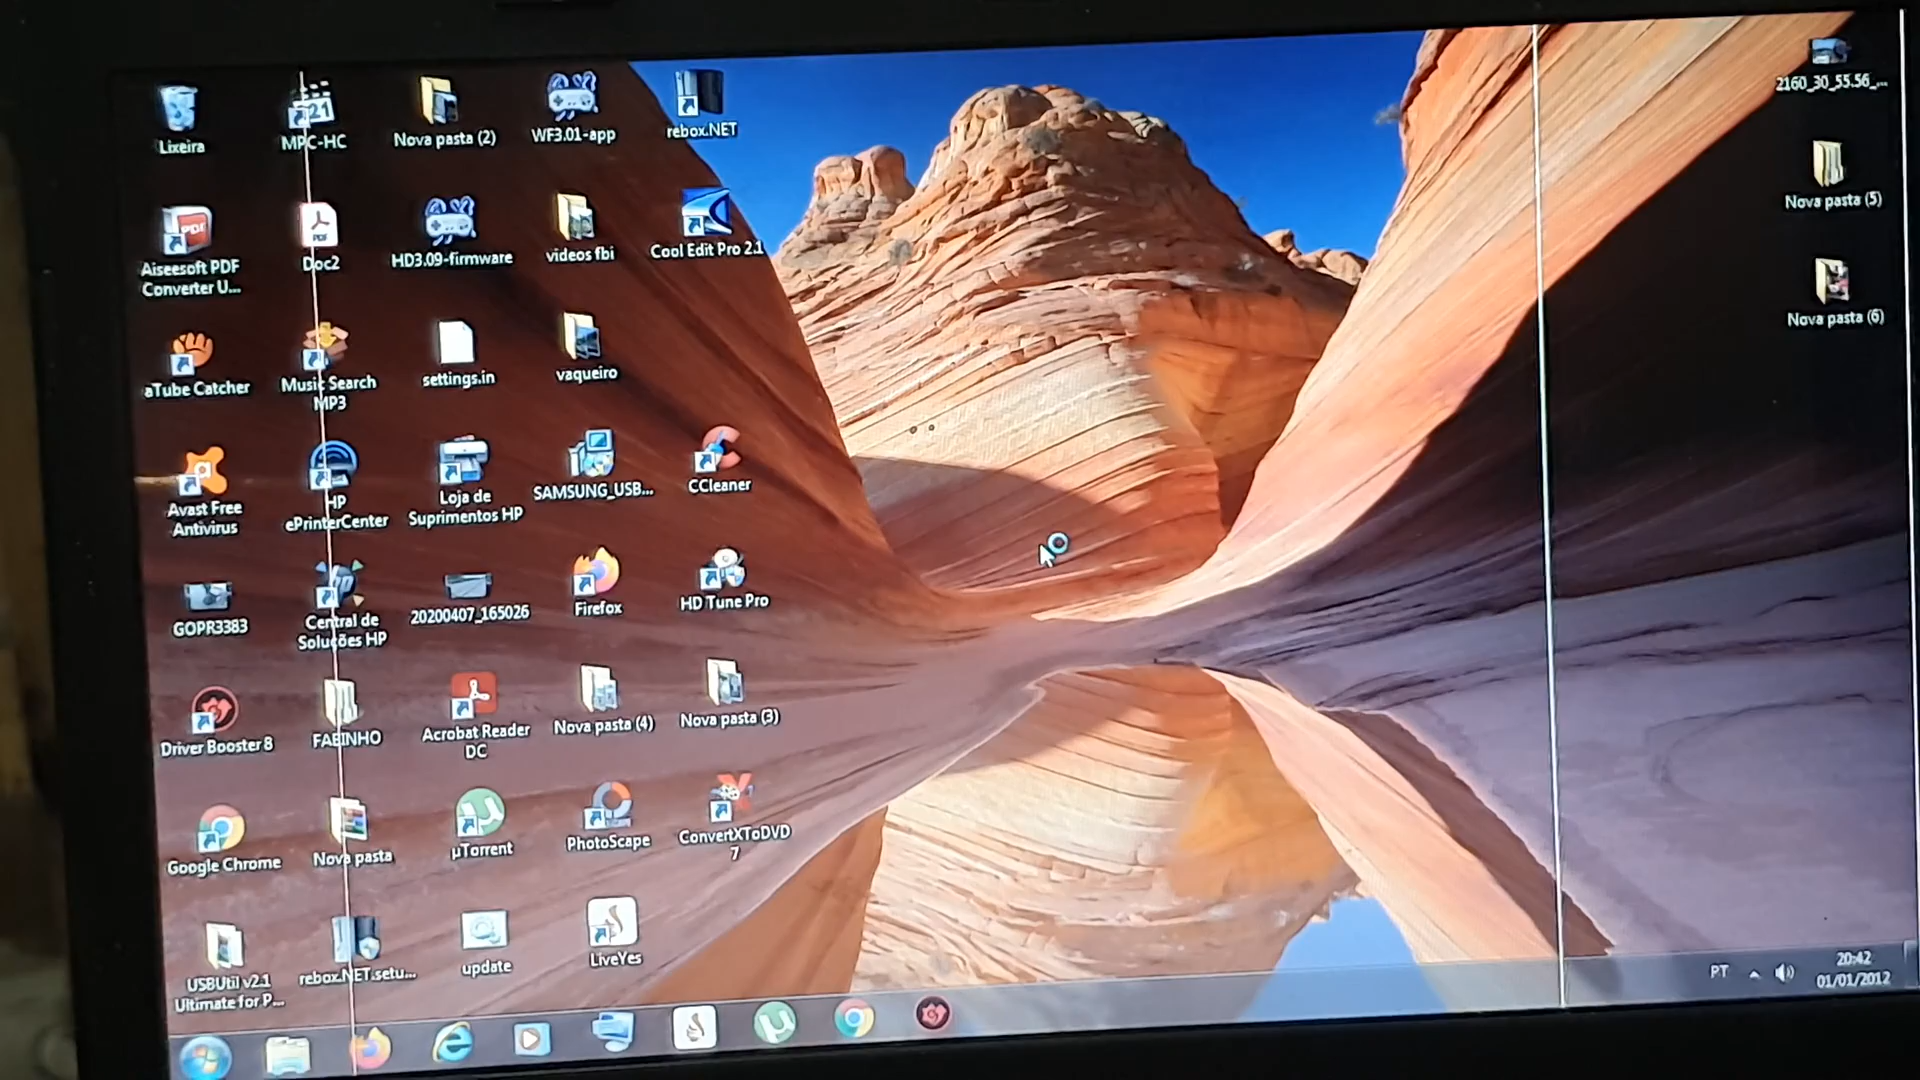 Lixeira
MPC-HC
Nova pasta (2)
WF3.01-app
rebox.NET
2160_30_55.56_...
Aiseesoft PDF
Converter U...
Doc2
HD3.09-firmware
videos fbi
Cool Edit Pro 2.1
Nova pasta (5)
aTube Catcher
Music Search
MP3
settings.in
vaqueiro
Nova pasta (6)
Avast Free
Antivirus
HP
ePrinterCenter
Loja de
Suprimentos HP
SAMSUNG_USB...
CCleaner
GOPR3383
Central de
Soluções HP
20200407_165026
Firefox
HD Tune Pro
Driver Booster 8
FABINHO
Acrobat Reader
DC
Nova pasta (4)
Nova pasta (3)
Google Chrome
Nova pasta
µTorrent
PhotoScape
ConvertXToDVD
7
USBUtil v2.1
Ultimate for P...
rebox.NET.setu...
update
LiveYes
PT
20:42
01/01/2012